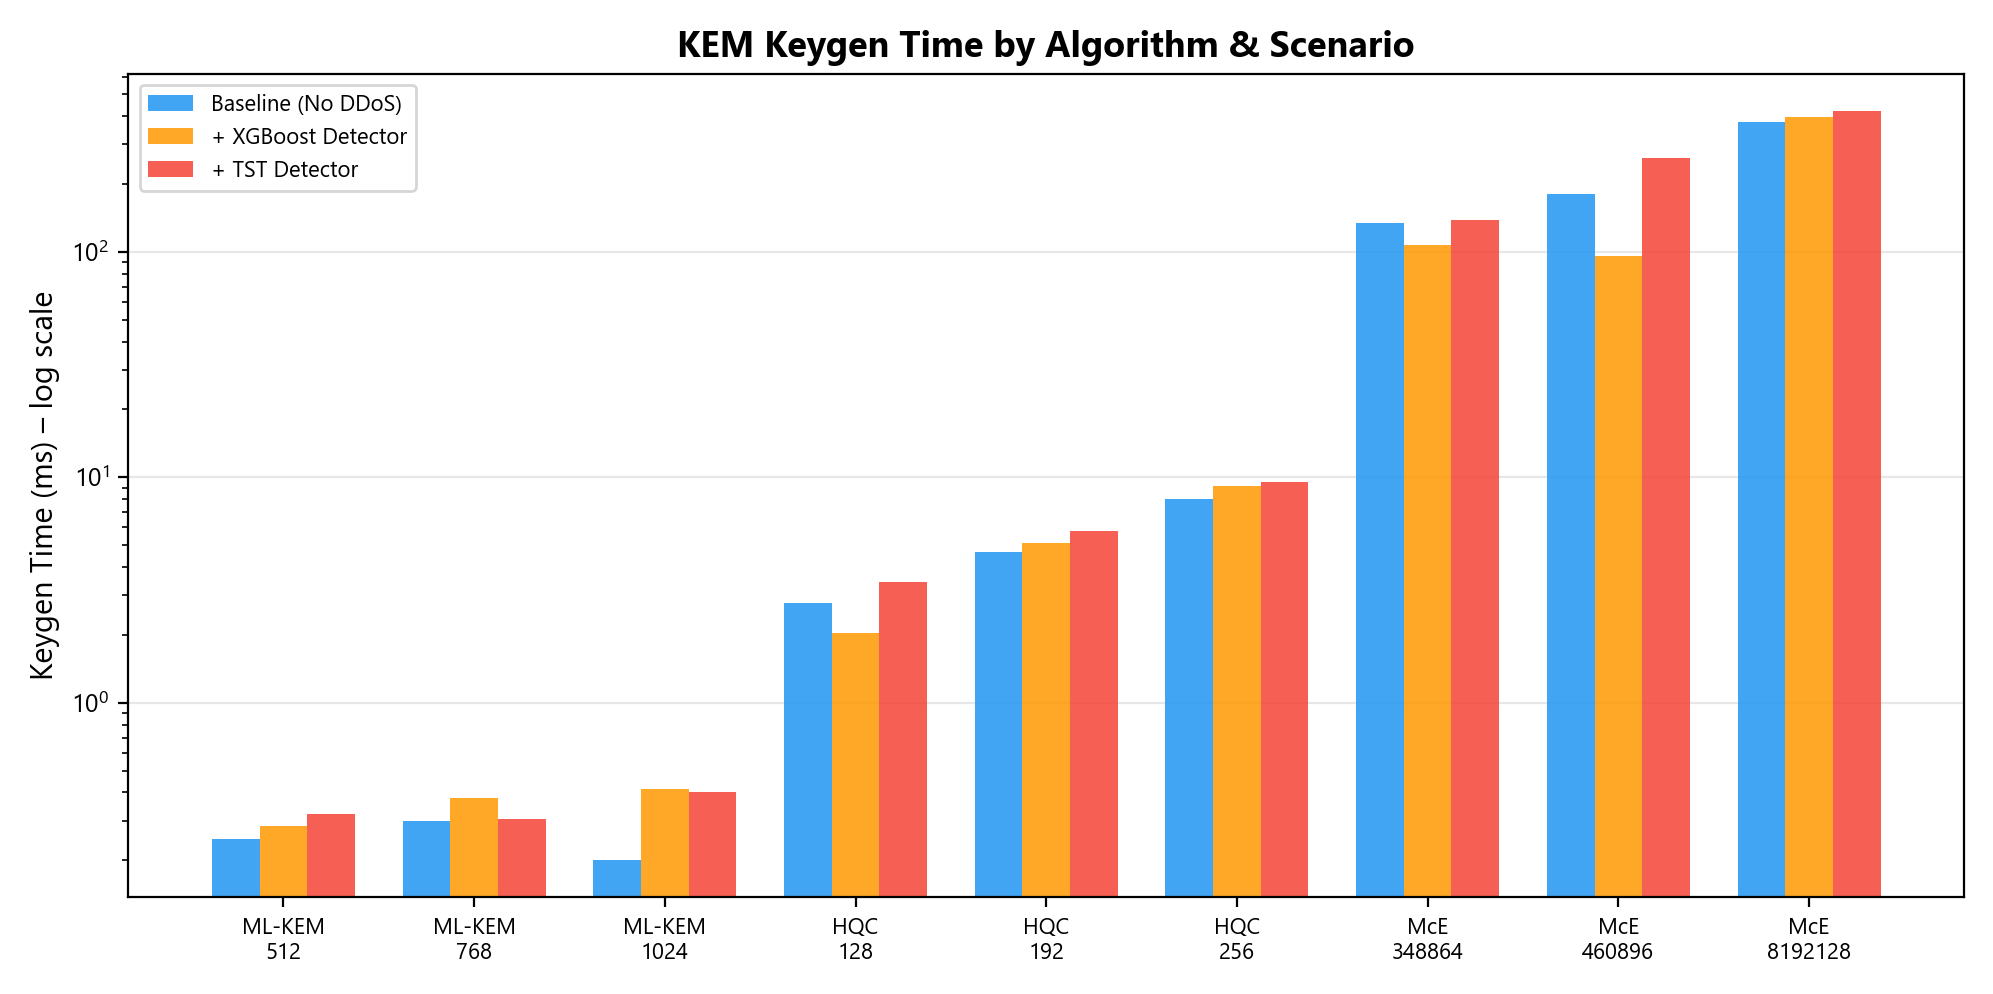 KEM Keygen Time by Algorithm & Scenario
Baseline (No DDoS)
+ XGBoost Detector
+ TST Detector
Keygen Time (ms) – log scale
10²
10¹
10⁰
ML-KEM
512
ML-KEM
768
ML-KEM
1024
HQC
128
HQC
192
HQC
256
McE
348864
McE
460896
McE
8192128